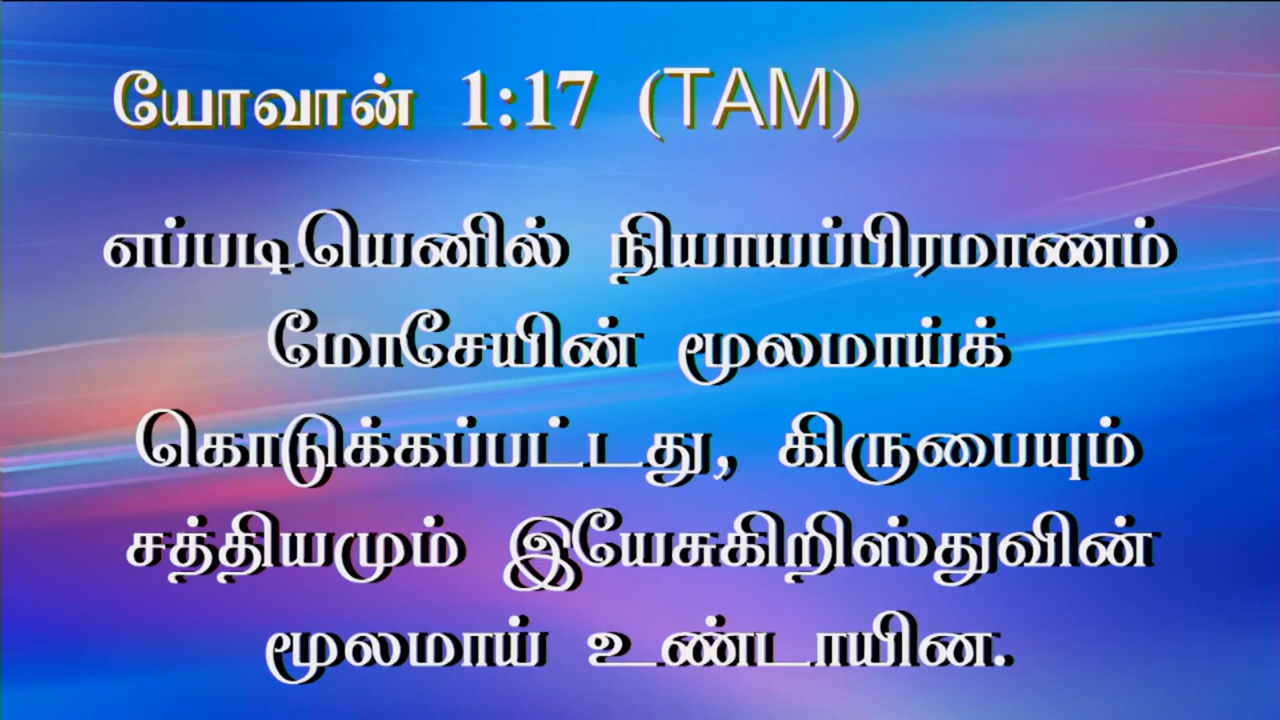 யோவான் 1:17 (TAM)
எப்படியெனில் நியாயப்பிரமாணம்
மோசேயின் மூலமாய்க்
கொடுக்கப்பட்டது, கிருபையும்
சத்தியமும் இயேசுகிறிஸ்துவின்
மூலமாய் உண்டாயின.